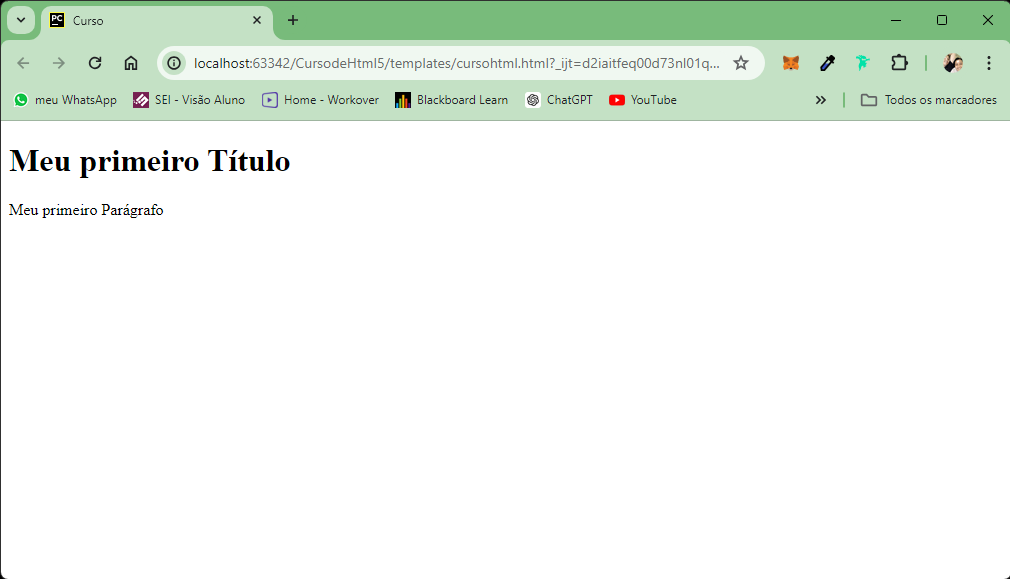 PC Curso
localhost:63342/CursodeHtml5/templates/cursohtml.html?_ijt=d2iaitfeq00d73nl01q...
meu WhatsApp SEI - Visão Aluno Home - Workover Blackboard Learn ChatGPT YouTube Todos os marcadores
Meu primeiro Título
Meu primeiro Parágrafo